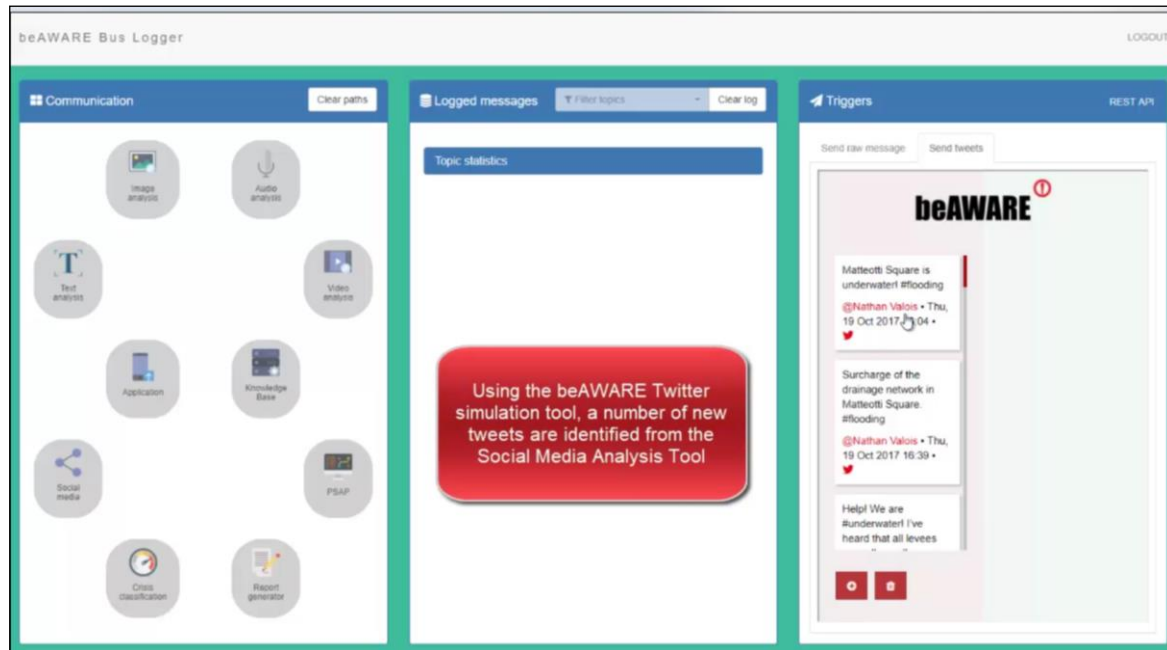 beAWARE Bus Logger
LOGOUT
Communication
Clear paths
Image
analysis
Audio
analysis
Text
analysis
Video
analysis
Application
Knowledge
Base
Social
media
PSAP
Crisis
classification
Report
generator
Logged messages
Filter topics
Clear log
Topic statistics
Using the beAWARE Twitter
simulation tool, a number of new
tweets are identified from the
Social Media Analysis Tool
Triggers
REST API
Send raw message
Send tweets
beAWARE
Matteotti Square is
underwater! #flooding
@Nathan Valois • Thu,
19 Oct 2017 :04 •
Surcharge of the
drainage network in
Matteotti Square.
#flooding
@Nathan Valois • Thu,
19 Oct 2017 16:39 •
Help! We are
#underwater! I've
heard that all levees